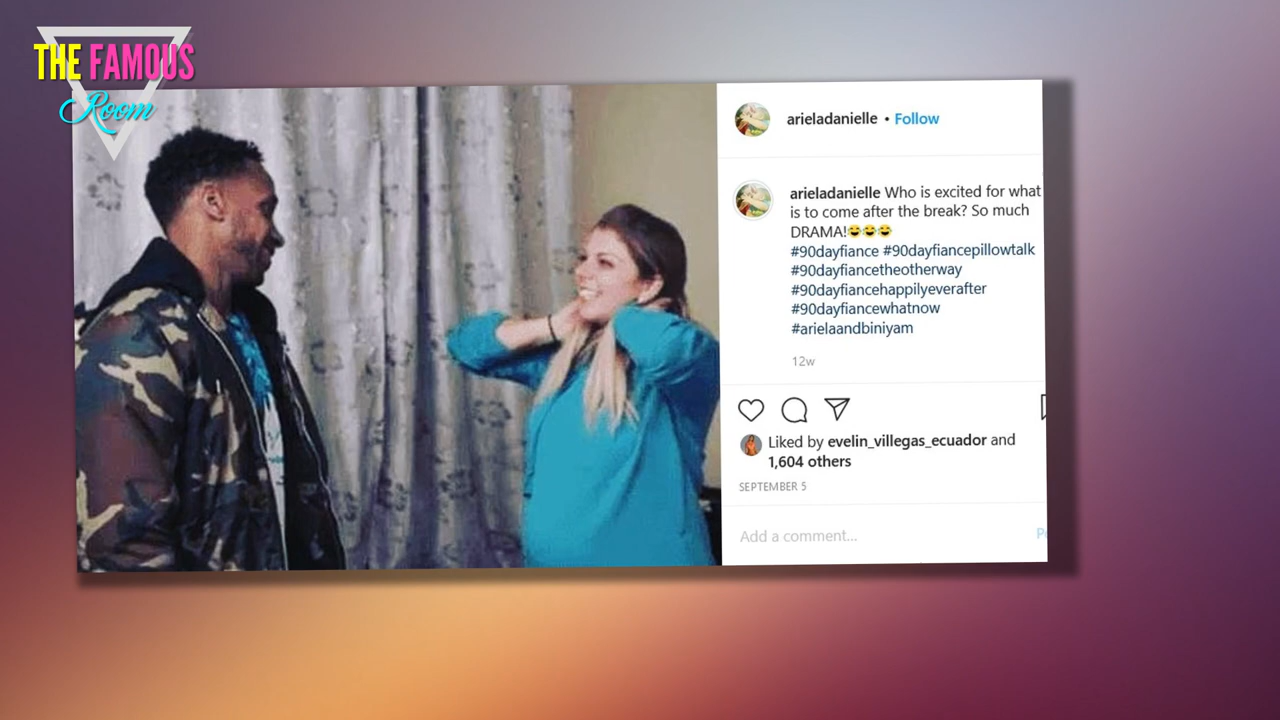 THE FAMOUS
Room
arieladanielle • Follow
arieladanielle Who is excited for what
is to come after the break? So much
DRAMA!😂😂😂
#90dayfiance #90dayfiancepillowtalk
#90dayfiancetheotherway
#90dayfiancehappilyeverafter
#90dayfiancewhatnow
#arielaandbiniyam
12w
Liked by evelin_villegas_ecuador and
1,604 others
SEPTEMBER 5
Add a comment...